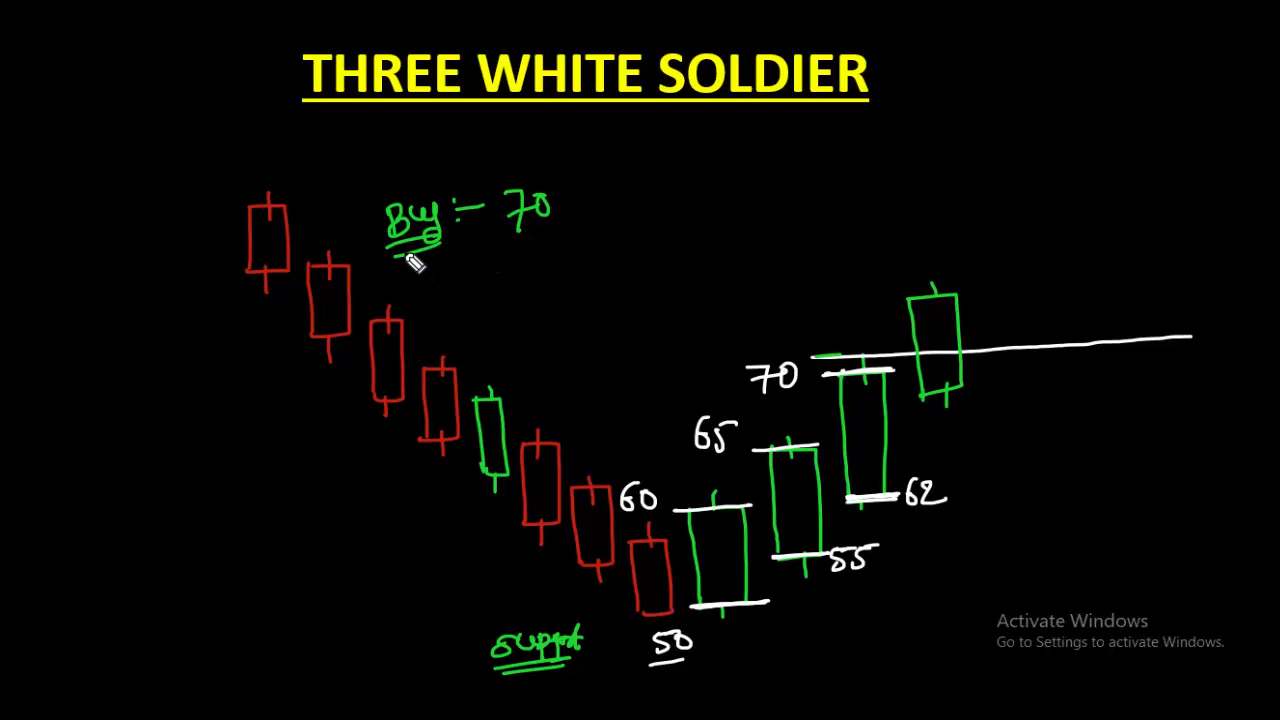 THREE WHITE SOLDIER
Buy :- 70
70
65
60
62
55
support
50
Activate Windows
Go to Settings to activate Windows.